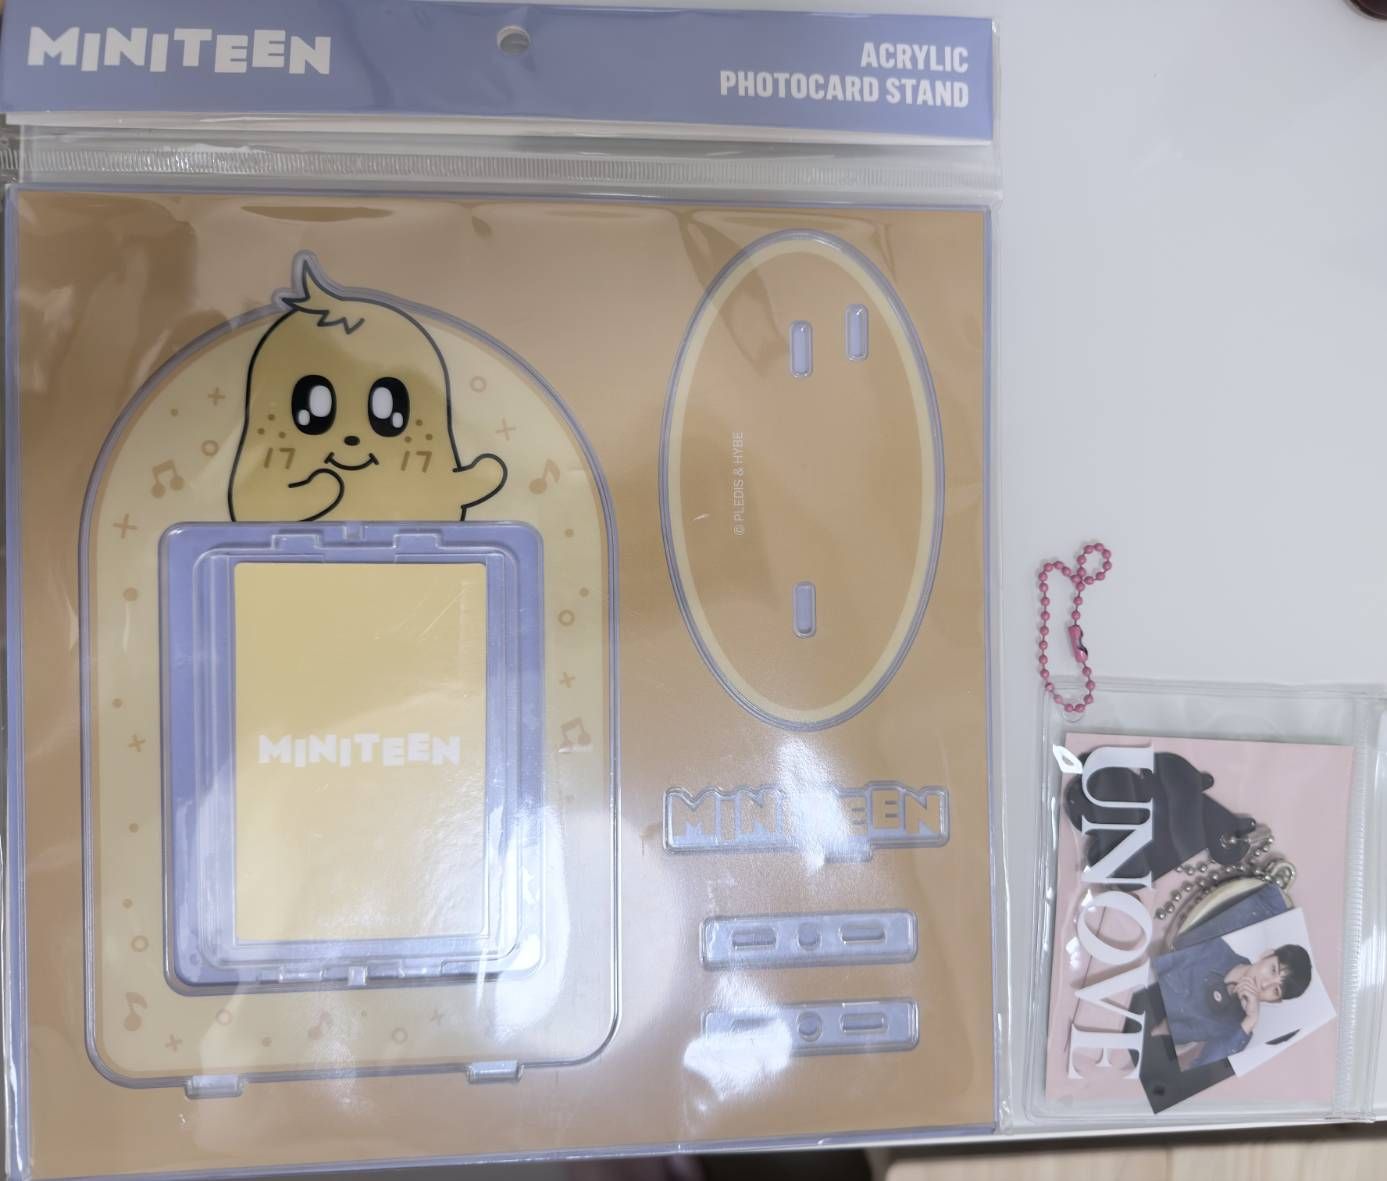 MINITEEN
ACRYLIC
PHOTOCARD STAND
17 17
MINITEEN
© PLEDIS & HYBE
MINITEEN
UNOVE